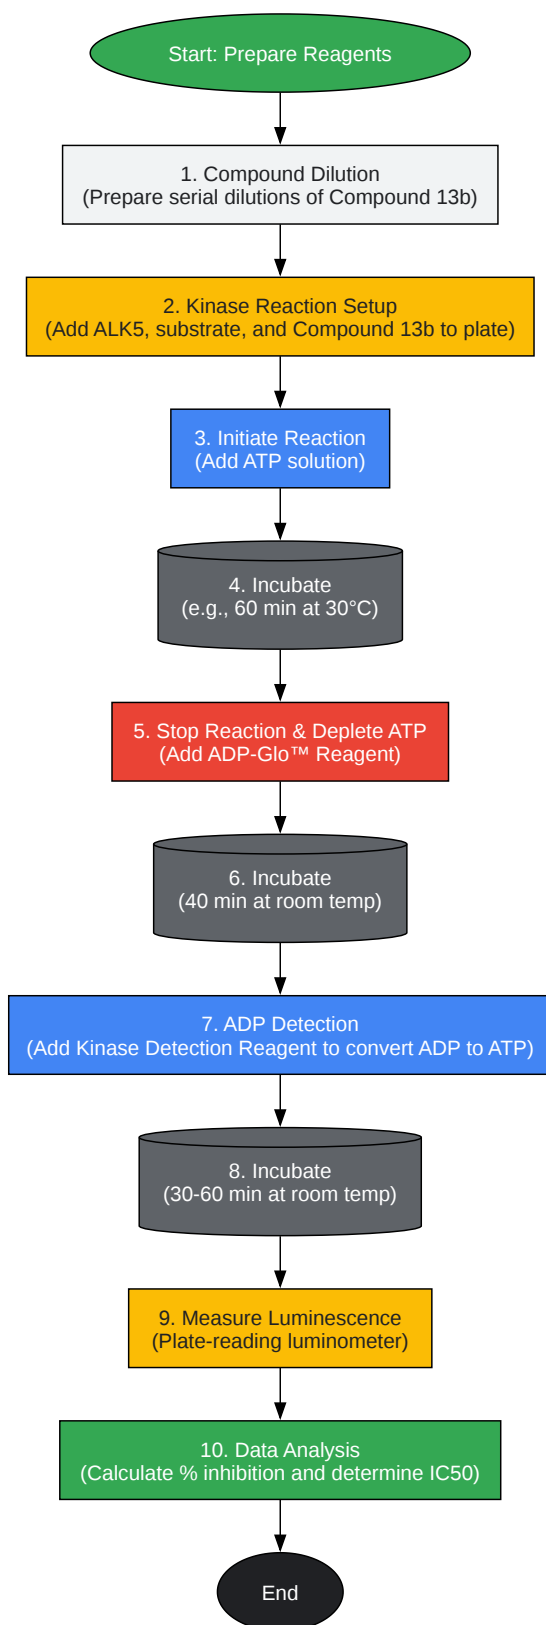 Start: Prepare Reagents
1. Compound Dilution
(Prepare serial dilutions of Compound 13b)
2. Kinase Reaction Setup
(Add ALK5, substrate, and Compound 13b to plate)
3. Initiate Reaction
(Add ATP solution)
4. Incubate
(e.g., 60 min at 30°C)
5. Stop Reaction & Deplete ATP
(Add ADP-Glo™ Reagent)
6. Incubate
(40 min at room temp)
7. ADP Detection
(Add Kinase Detection Reagent to convert ADP to ATP)
8. Incubate
(30-60 min at room temp)
9. Measure Luminescence
(Plate-reading luminometer)
10. Data Analysis
(Calculate % inhibition and determine IC50)
End